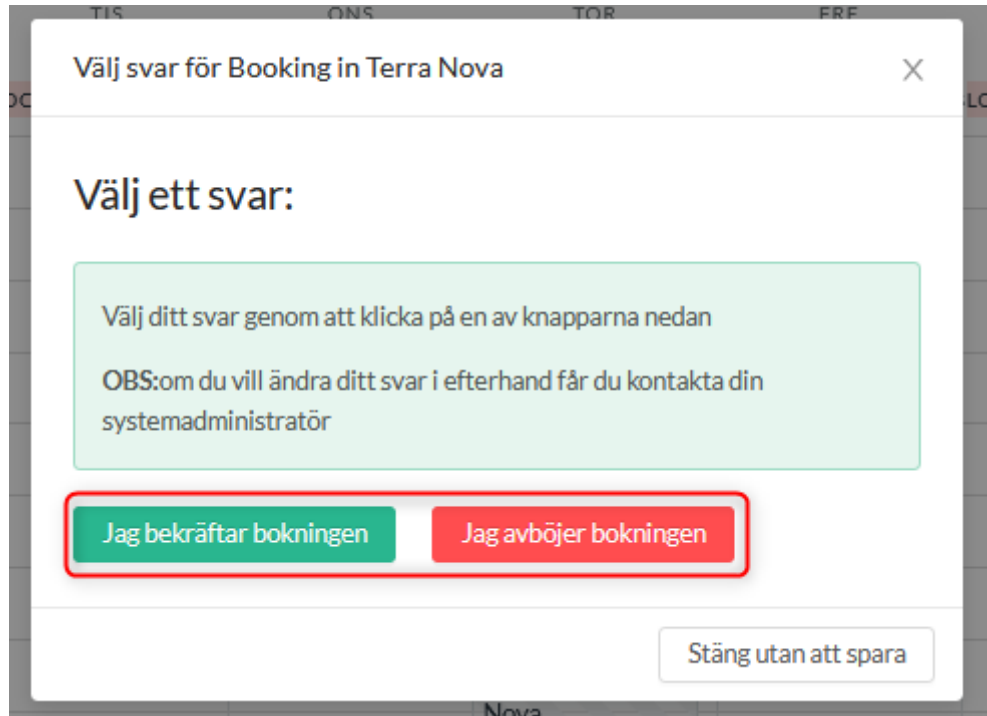 TIS ONS TOR FRE
Välj svar för Booking in Terra Nova
Välj ett svar:
Välj ditt svar genom att klicka på en av knapparna nedan
OBS:om du vill ändra ditt svar i efterhand får du kontakta din
systemadministratör
Jag bekräftar bokningen Jag avböjer bokningen
Stäng utan att spara
Nova